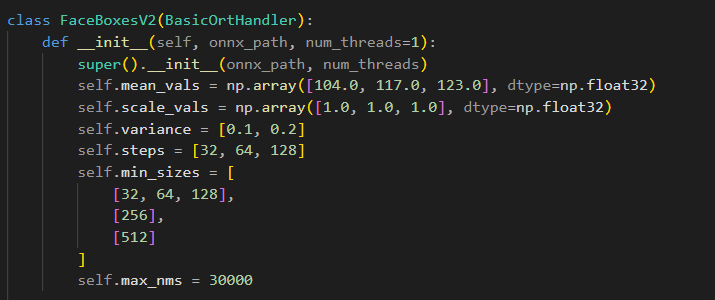 class FaceBoxesV2(BasicOrtHandler):
    def __init__(self, onnx_path, num_threads=1):
        super().__init__(onnx_path, num_threads)
        self.mean_vals = np.array([104.0, 117.0, 123.0], dtype=np.float32)
        self.scale_vals = np.array([1.0, 1.0, 1.0], dtype=np.float32)
        self.variance = [0.1, 0.2]
        self.steps = [32, 64, 128]
        self.min_sizes = [
            [32, 64, 128],
            [256],
            [512]
        ]
        self.max_nms = 30000